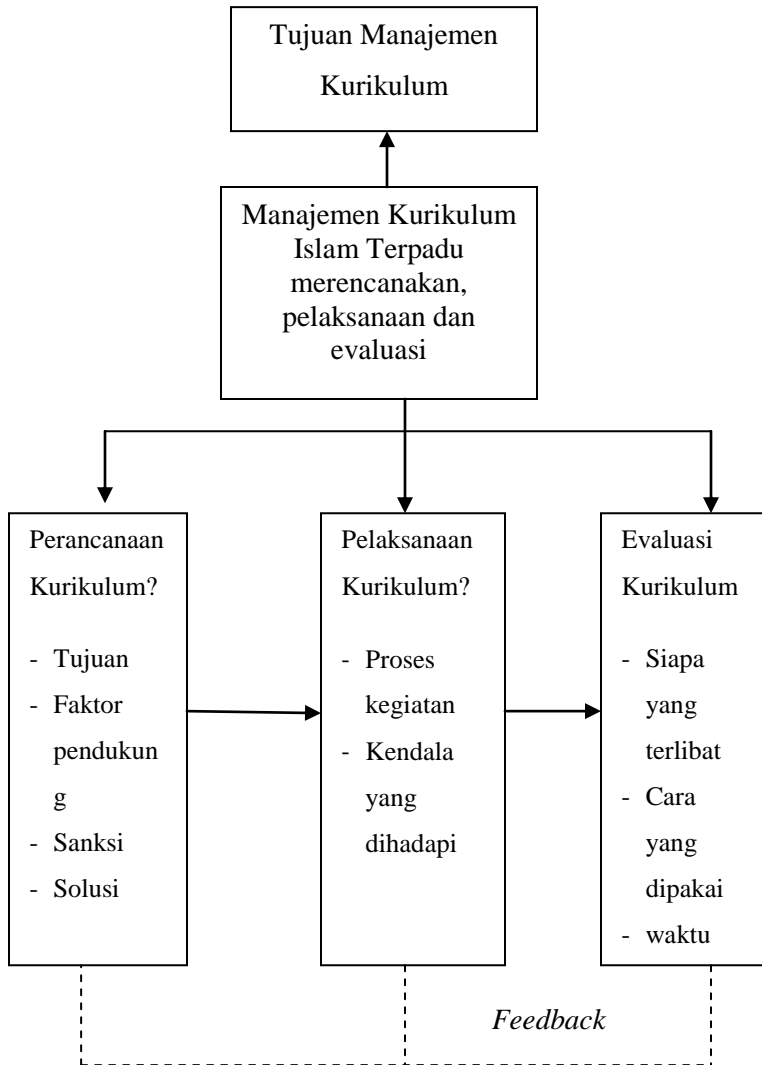 Tujuan Manajemen
Kurikulum
Manajemen Kurikulum
Islam Terpadu
merencanakan,
pelaksanaan dan
evaluasi
Perancanaan
Kurikulum?
- Tujuan
- Faktor
pendukun
g
- Sanksi
- Solusi
Pelaksanaan
Kurikulum?
- Proses
kegiatan
- Kendala
yang
dihadapi
Evaluasi
Kurikulum
- Siapa
yang
terlibat
- Cara
yang
dipakai
- waktu
Feedback